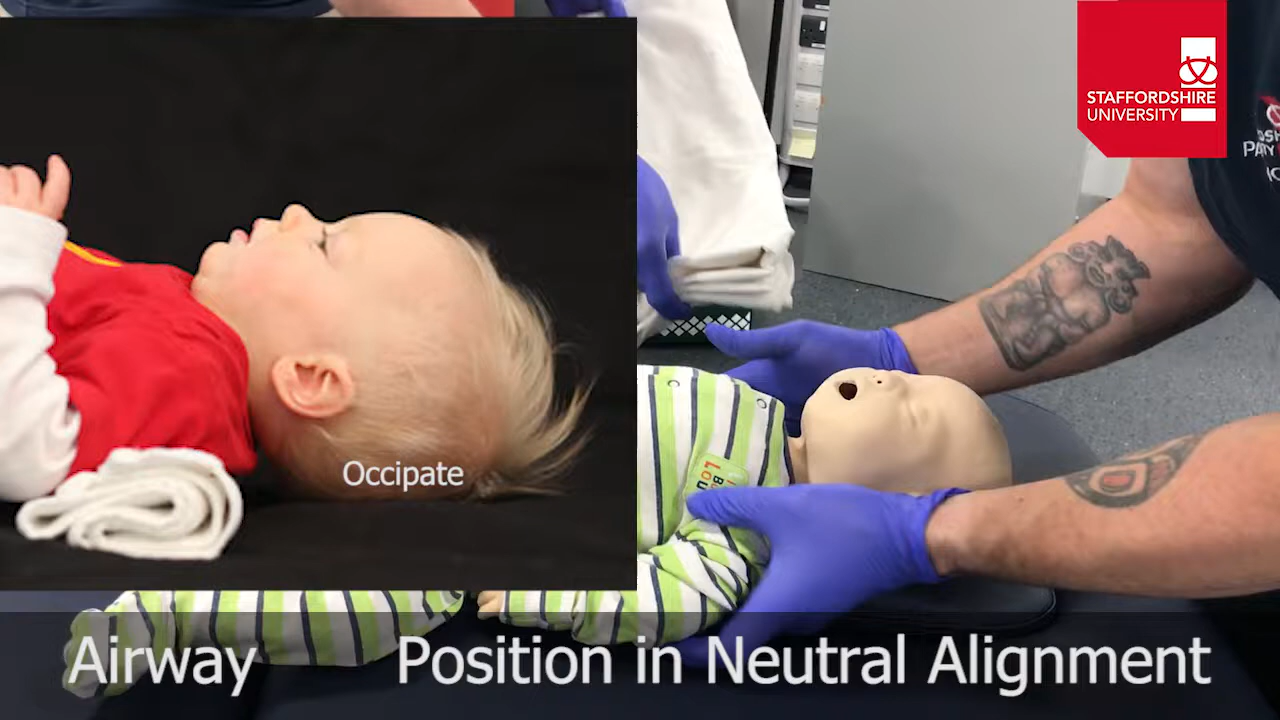 STAFFORDSHIRE
UNIVERSITY
Occipate
Airway Position in Neutral Alignment